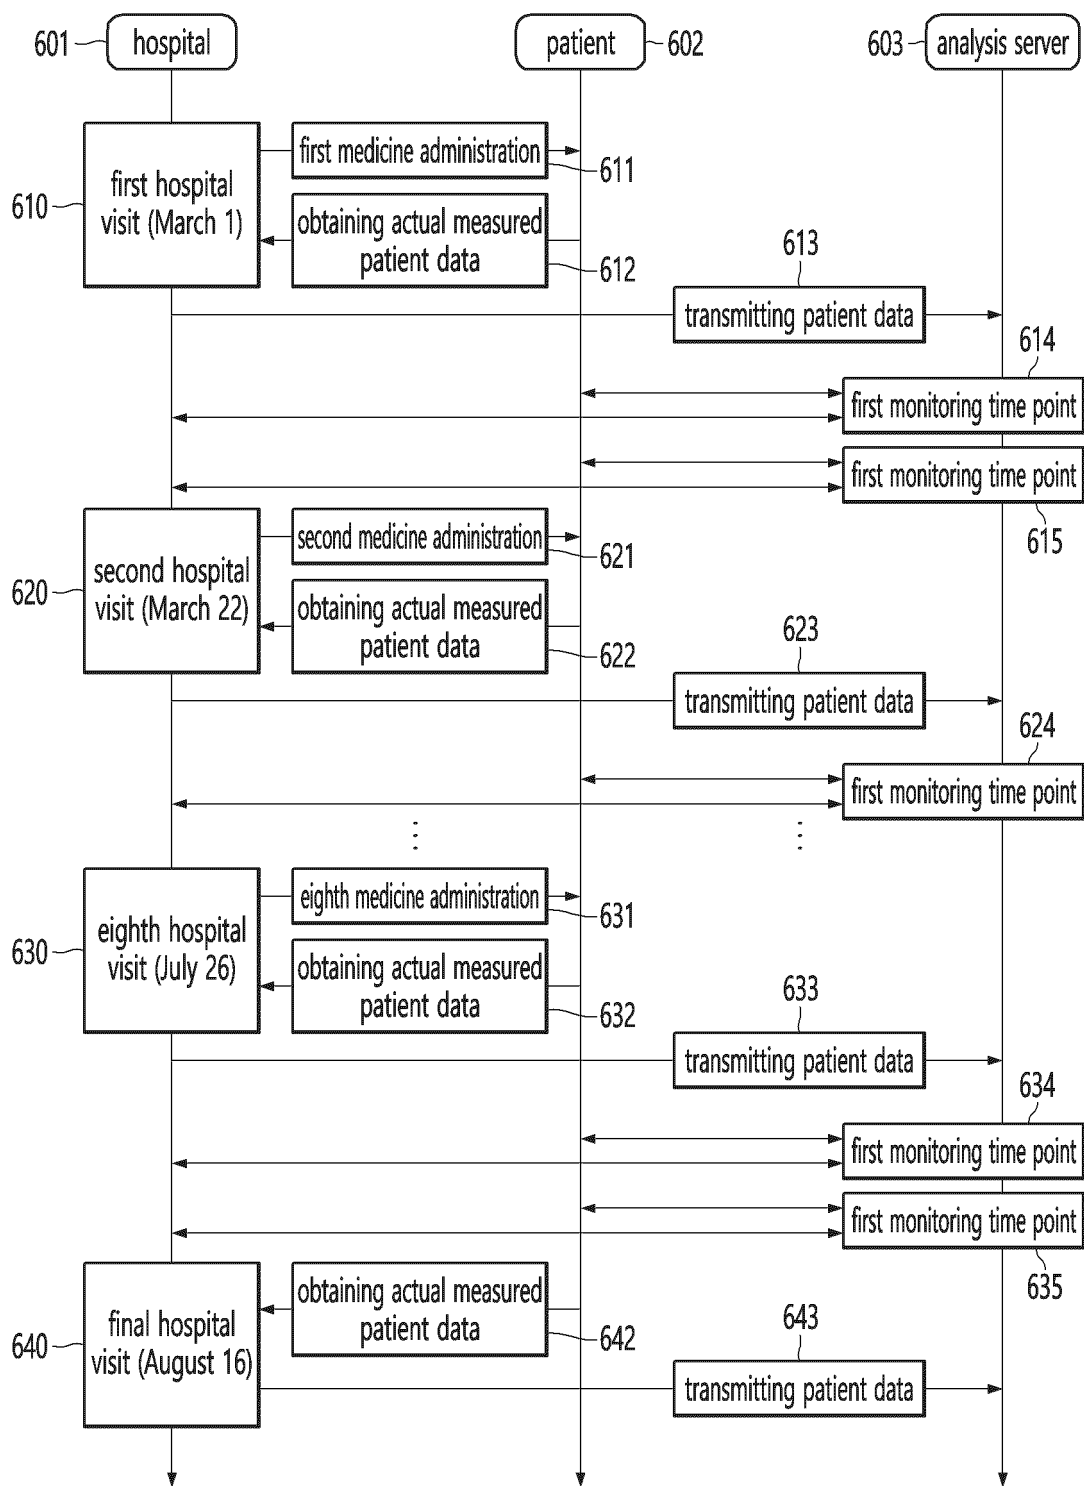 601
hospital
patient
602
603
analysis server
first medicine administration
611
610
first hospital
visit (March 1)
obtaining actual measured
patient data
612
613
transmitting patient data
614
first monitoring time point
first monitoring time point
615
second medicine administration
621
620
second hospital
visit (March 22)
obtaining actual measured
patient data
622
623
transmitting patient data
624
first monitoring time point
eighth medicine administration
631
630
eighth hospital
visit (July 26)
obtaining actual measured
patient data
632
633
transmitting patient data
634
first monitoring time point
first monitoring time point
635
640
final hospital
visit (August 16)
obtaining actual measured
patient data
642
643
transmitting patient data